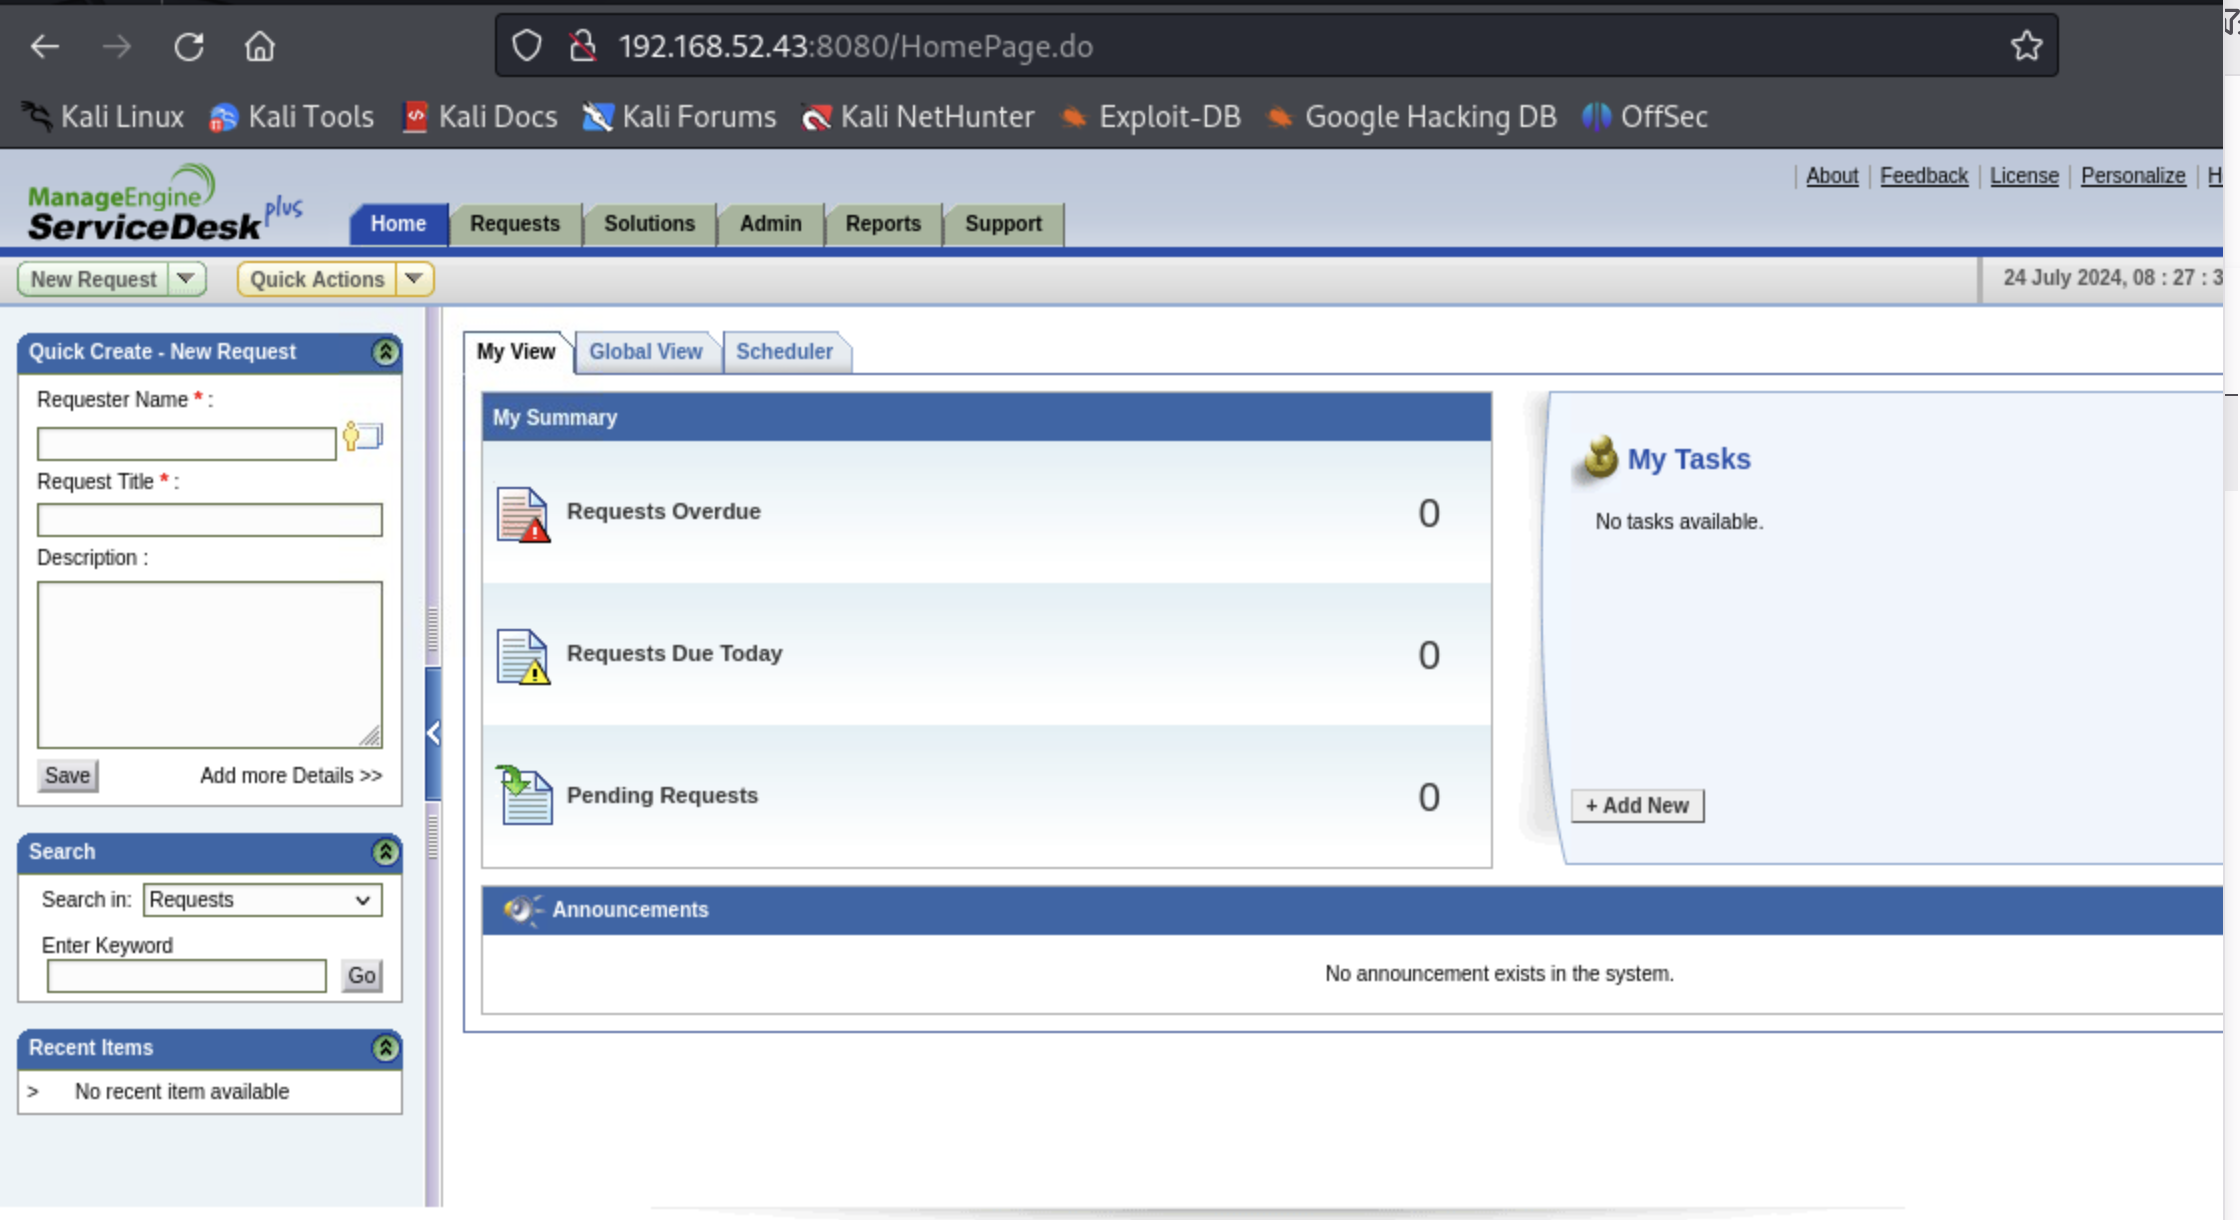 192.168.52.43:8080/HomePage.do
Kali Linux Kali Tools Kali Docs Kali Forums Kali NetHunter Exploit-DB Google Hacking DB OffSec
About Feedback License Personalize
ManageEngine
ServiceDesk plus
Home Requests Solutions Admin Reports Support
New Request Quick Actions 24 July 2024, 08 : 27 : 3
Quick Create - New Request
Requester Name * :
Request Title * :
Description :
Save Add more Details >>
Search
Search in: Requests
Enter Keyword
Go
Recent Items
> No recent item available
My View Global View Scheduler
My Summary
Requests Overdue 0
Requests Due Today 0
Pending Requests 0
My Tasks
No tasks available.
+ Add New
Announcements
No announcement exists in the system.